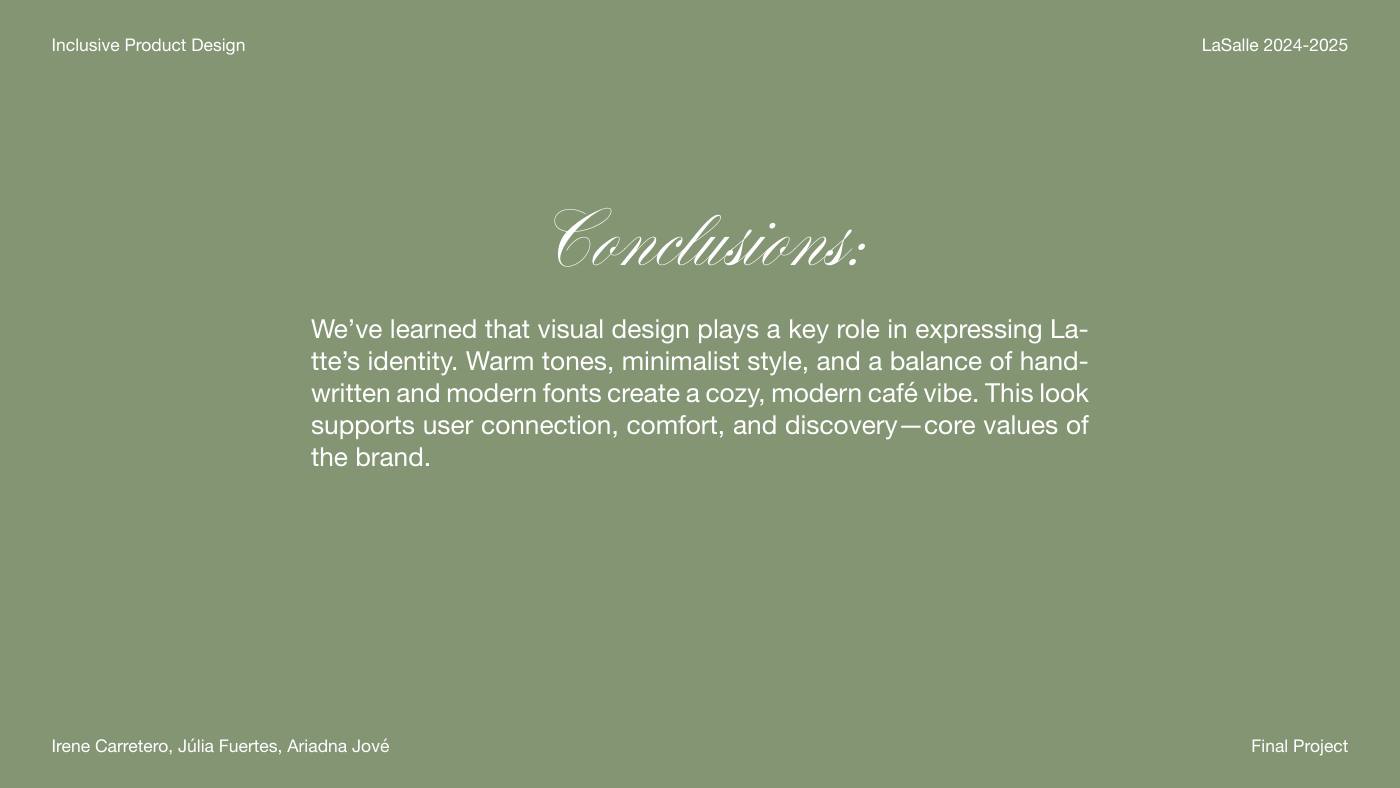 Inclusive Product Design
LaSalle 2024-2025
Conclusions:
We’ve learned that visual design plays a key role in expressing La-
tte’s identity. Warm tones, minimalist style, and a balance of hand-
written and modern fonts create a cozy, modern café vibe. This look
supports user connection, comfort, and discovery—core values of
the brand.
Irene Carretero, Júlia Fuertes, Ariadna Jové
Final Project